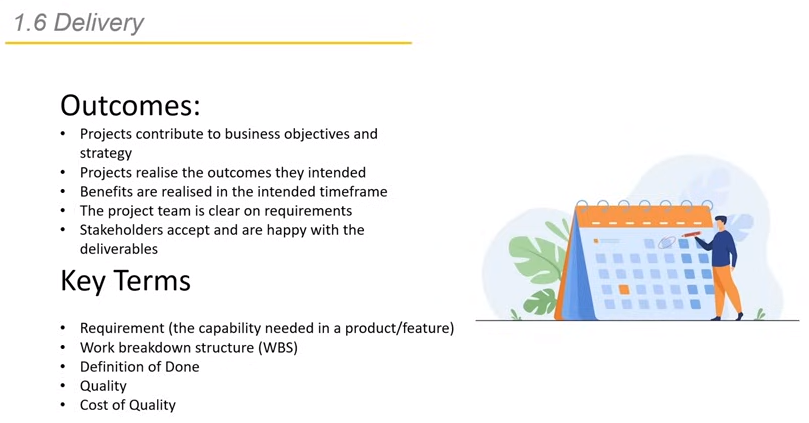 1.6 Delivery
Outcomes:
• Projects contribute to business objectives and
strategy
• Projects realise the outcomes they intended
• Benefits are realised in the intended timeframe
• The project team is clear on requirements
• Stakeholders accept and are happy with the
deliverables
Key Terms
• Requirement (the capability needed in a product/feature)
• Work breakdown structure (WBS)
• Definition of Done
• Quality
• Cost of Quality